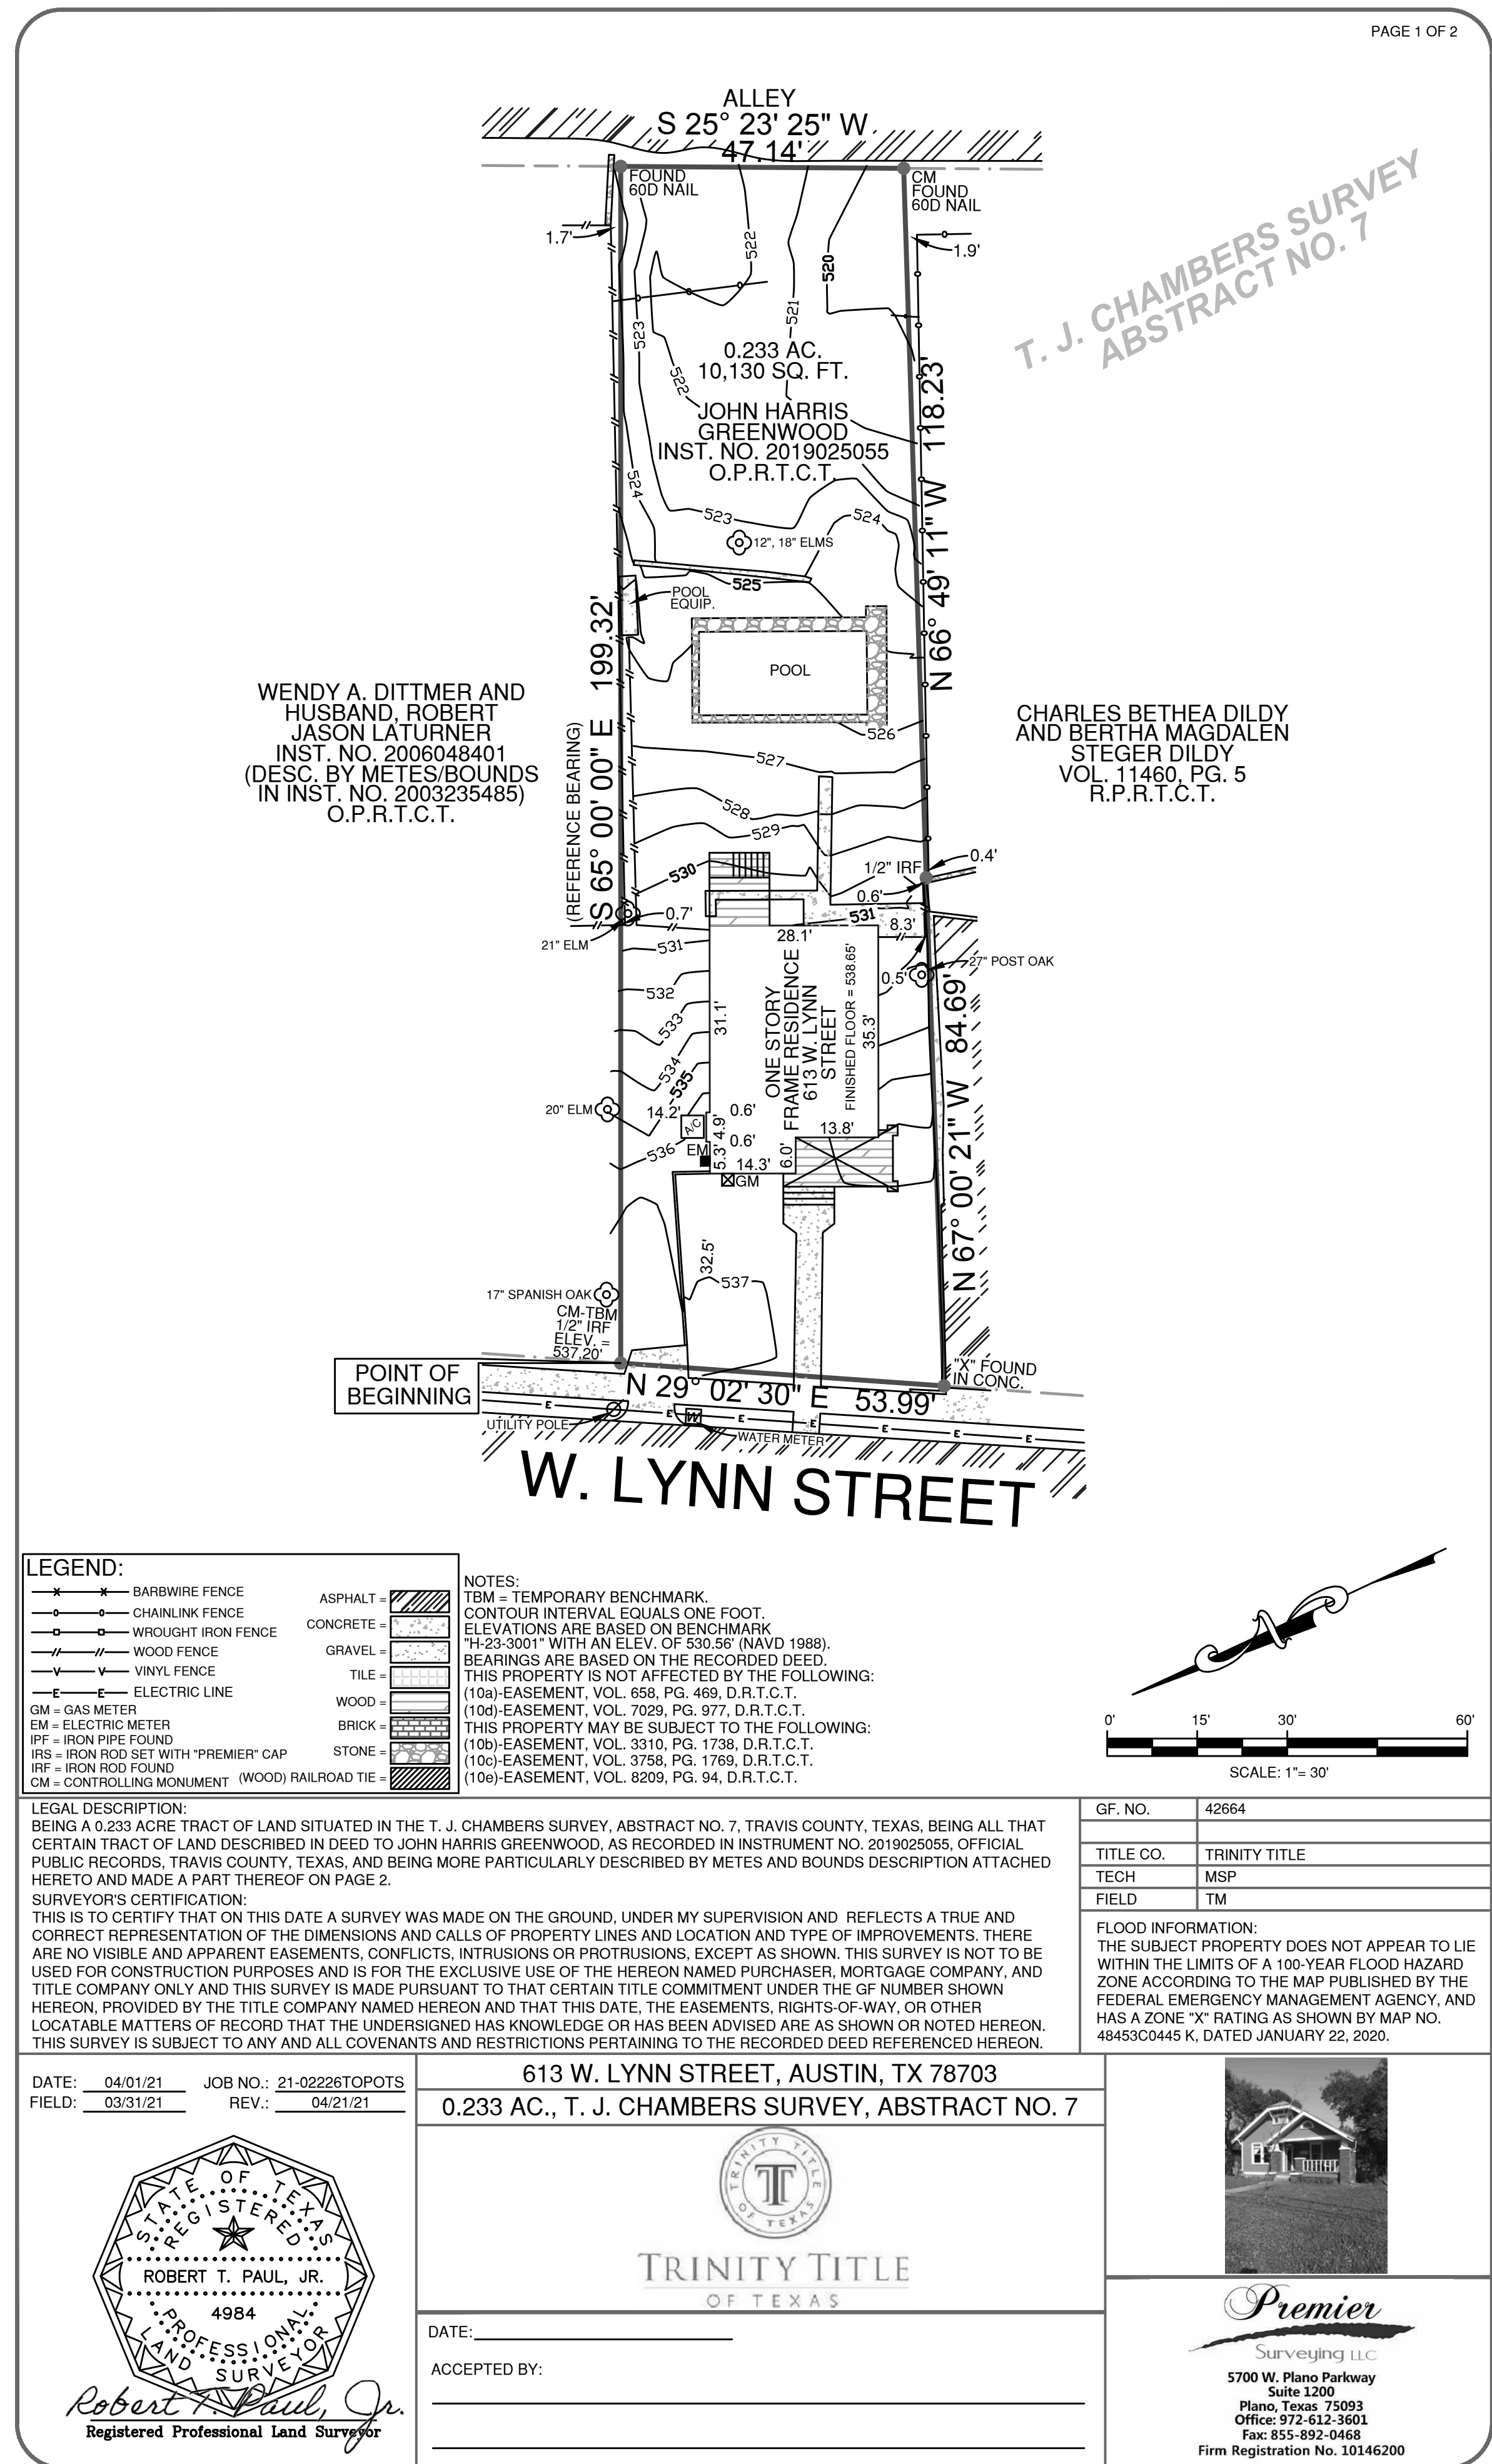 PAGE 1 OF 2
ALLEY
S 25° 23' 25" W
47.14'
FOUND
60D NAIL
CM
FOUND
60D NAIL
1.7'
1.9'
T. J. CHAMBERS SURVEY
ABSTRACT NO. 7
522
521
520
523
522
0.233 AC.
10,130 SQ. FT.
JOHN HARRIS
GREENWOOD
INST. NO. 2019025055
O.P.R.T.C.T.
N 66° 49' 11" W 118.23'
524
523
524
12", 18" ELMS
525
POOL
EQUIP.
POOL
S 65° 00' 00" E 199.32'
(REFERENCE BEARING)
WENDY A. DITTMER AND
HUSBAND, ROBERT
JASON LATURNER
INST. NO. 2006048401
(DESC. BY METES/BOUNDS
IN INST. NO. 2003235485)
O.P.R.T.C.T.
CHARLES BETHEA DILDY
AND BERTHA MAGDALEN
STEGER DILDY
VOL. 11460, PG. 5
R.P.R.T.C.T.
526
527
528
529
530
1/2" IRF
0.4'
0.6'
0.7'
531
8.3'
21" ELM
531
28.1'
27" POST OAK
0.5'
532
533
534
535
31.1'
ONE STORY
FRAME RESIDENCE
613 W. LYNN
STREET
FINISHED FLOOR = 538.65'
35.3'
N 67° 00' 21" W 84.69'
20" ELM
14.2'
A/C
0.6'
4.9'
0.6'
5.3'
13.8'
536
EM
14.3'
6.0'
GM
32.5'
537
17" SPANISH OAK
CM-TBM
1/2" IRF
ELEV. =
537.20'
POINT OF
BEGINNING
"X" FOUND
IN CONC.
N 29° 02' 30" E 53.99'
E E E E E E E
UTILITY POLE
W
WATER METER
W. LYNN STREET
LEGEND:
BARBWIRE FENCE
CHAINLINK FENCE
WROUGHT IRON FENCE
WOOD FENCE
VINYL FENCE
E E ELECTRIC LINE
GM = GAS METER
EM = ELECTRIC METER
IPF = IRON PIPE FOUND
IRS = IRON ROD SET WITH "PREMIER" CAP
IRF = IRON ROD FOUND
CM = CONTROLLING MONUMENT
ASPHALT =
CONCRETE =
GRAVEL =
TILE =
WOOD =
BRICK =
STONE =
(WOOD) RAILROAD TIE =
NOTES:
TBM = TEMPORARY BENCHMARK.
CONTOUR INTERVAL EQUALS ONE FOOT.
ELEVATIONS ARE BASED ON BENCHMARK
"H-23-3001" WITH AN ELEV. OF 530.56' (NAVD 1988).
BEARINGS ARE BASED ON THE RECORDED DEED.
THIS PROPERTY IS NOT AFFECTED BY THE FOLLOWING:
(10a)-EASEMENT, VOL. 658, PG. 469, D.R.T.C.T.
(10d)-EASEMENT, VOL. 7029, PG. 977, D.R.T.C.T.
THIS PROPERTY MAY BE SUBJECT TO THE FOLLOWING:
(10b)-EASEMENT, VOL. 3310, PG. 1738, D.R.T.C.T.
(10c)-EASEMENT, VOL. 3758, PG. 1769, D.R.T.C.T.
(10e)-EASEMENT, VOL. 8209, PG. 94, D.R.T.C.T.
N
0' 15' 30' 60'
SCALE: 1"= 30'
LEGAL DESCRIPTION:
BEING A 0.233 ACRE TRACT OF LAND SITUATED IN THE T. J. CHAMBERS SURVEY, ABSTRACT NO. 7, TRAVIS COUNTY, TEXAS, BEING ALL THAT
CERTAIN TRACT OF LAND DESCRIBED IN DEED TO JOHN HARRIS GREENWOOD, AS RECORDED IN INSTRUMENT NO. 2019025055, OFFICIAL
PUBLIC RECORDS, TRAVIS COUNTY, TEXAS, AND BEING MORE PARTICULARLY DESCRIBED BY METES AND BOUNDS DESCRIPTION ATTACHED
HERETO AND MADE A PART THEREOF ON PAGE 2.
SURVEYOR'S CERTIFICATION:
THIS IS TO CERTIFY THAT ON THIS DATE A SURVEY WAS MADE ON THE GROUND, UNDER MY SUPERVISION AND REFLECTS A TRUE AND
CORRECT REPRESENTATION OF THE DIMENSIONS AND CALLS OF PROPERTY LINES AND LOCATION AND TYPE OF IMPROVEMENTS. THERE
ARE NO VISIBLE AND APPARENT EASEMENTS, CONFLICTS, INTRUSIONS OR PROTRUSIONS, EXCEPT AS SHOWN. THIS SURVEY IS NOT TO BE
USED FOR CONSTRUCTION PURPOSES AND IS FOR THE EXCLUSIVE USE OF THE HEREON NAMED PURCHASER, MORTGAGE COMPANY, AND
TITLE COMPANY ONLY AND THIS SURVEY IS MADE PURSUANT TO THAT CERTAIN TITLE COMMITMENT UNDER THE GF NUMBER SHOWN
HEREON, PROVIDED BY THE TITLE COMPANY NAMED HEREON AND THAT THIS DATE, THE EASEMENTS, RIGHTS-OF-WAY, OR OTHER
LOCATABLE MATTERS OF RECORD THAT THE UNDERSIGNED HAS KNOWLEDGE OR HAS BEEN ADVISED ARE AS SHOWN OR NOTED HEREON.
THIS SURVEY IS SUBJECT TO ANY AND ALL COVENANTS AND RESTRICTIONS PERTAINING TO THE RECORDED DEED REFERENCED HEREON.
GF. NO. 42664
TITLE CO. TRINITY TITLE
TECH MSP
FIELD TM
FLOOD INFORMATION:
THE SUBJECT PROPERTY DOES NOT APPEAR TO LIE
WITHIN THE LIMITS OF A 100-YEAR FLOOD HAZARD
ZONE ACCORDING TO THE MAP PUBLISHED BY THE
FEDERAL EMERGENCY MANAGEMENT AGENCY, AND
HAS A ZONE "X" RATING AS SHOWN BY MAP NO.
48453C0445 K, DATED JANUARY 22, 2020.
DATE: 04/01/21 JOB NO.: 21-02226TOPOTS
FIELD: 03/31/21 REV.: 04/21/21
613 W. LYNN STREET, AUSTIN, TX 78703
0.233 AC., T. J. CHAMBERS SURVEY, ABSTRACT NO. 7
STATE OF TEXAS
REGISTERED
ROBERT T. PAUL, JR.
4984
PROFESSIONAL
LAND SURVEYOR
Robert T. Paul, Jr.
Registered Professional Land Surveyor
TRINITY TITLE
OF TEXAS
T
TRINITY TITLE
OF TEXAS
DATE:
ACCEPTED BY:
Premier
Surveying LLC
5700 W. Plano Parkway
Suite 1200
Plano, Texas 75093
Office: 972-612-3601
Fax: 855-892-0468
Firm Registration No. 10146200